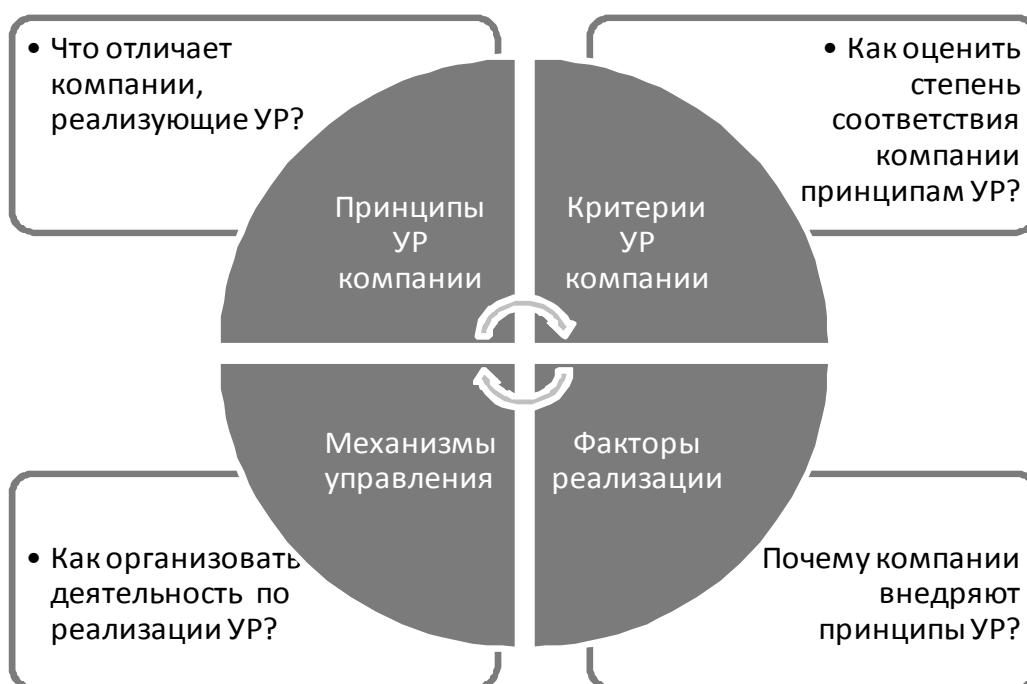 • Что отличает
компании,
реализующие УР?
• Как оценить
степень
соответствия
компании
принципам УР?
Принципы
УР
компании
Критерии
УР
компании
Механизмы
управления
Факторы
реализации
• Как организовать
деятельность по
реализации УР?
Почему компании
внедряют
принципы УР?